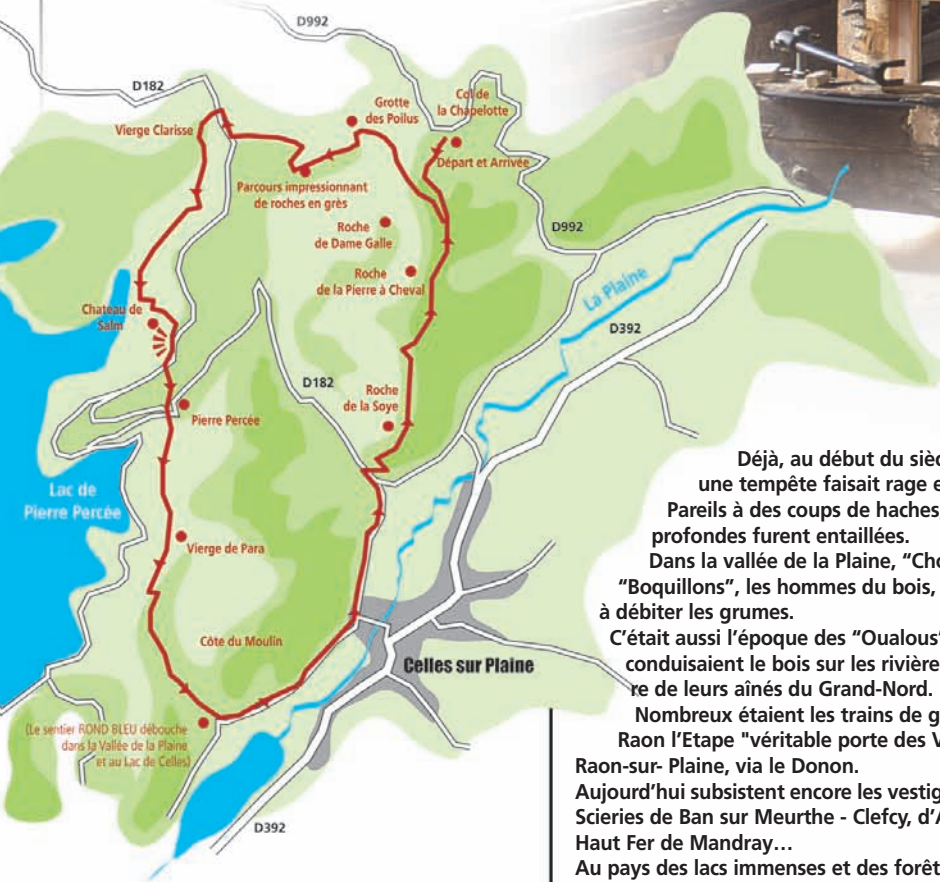 D992
D182
Grotte
des Poilus
Col de
la Chapelotte
Vierge Clarisse
Départ et Arrivée
Parcours impressionnant
de roches en grès
Roche
de Dame Galle
D992
Roche
de la Pierre à Cheval
La Plaine
Chateau de
Salm
D392
D182
Roche
de la Soye
Pierre Percée
Lac de
Pierre Percée
Vierge de Para
Côte du Moulin
Celles sur Plaine
(Le sentier ROND BLEU débouche
dans la Vallée de la Plaine
et au Lac de Celles)
D392
Déjà, au début du siè
une tempête faisait rage
Pareils à des coups de haches
profondes furent entaillées.
Dans la vallée de la Plaine, “Cho
“Boquillons”, les hommes du bois,
à débiter les grumes.
C’était aussi l’époque des “Oualous”
conduisaient le bois sur les rivière
re de leurs aînés du Grand-Nord.
Nombreux étaient les trains de g
Raon l’Etape "véritable porte des V
Raon-sur- Plaine, via le Donon.
Aujourd’hui subsistent encore les vestig
Scieries de Ban sur Meurthe - Clefcy, d’A
Haut Fer de Mandray…
Au pays des lacs immenses et des forêt